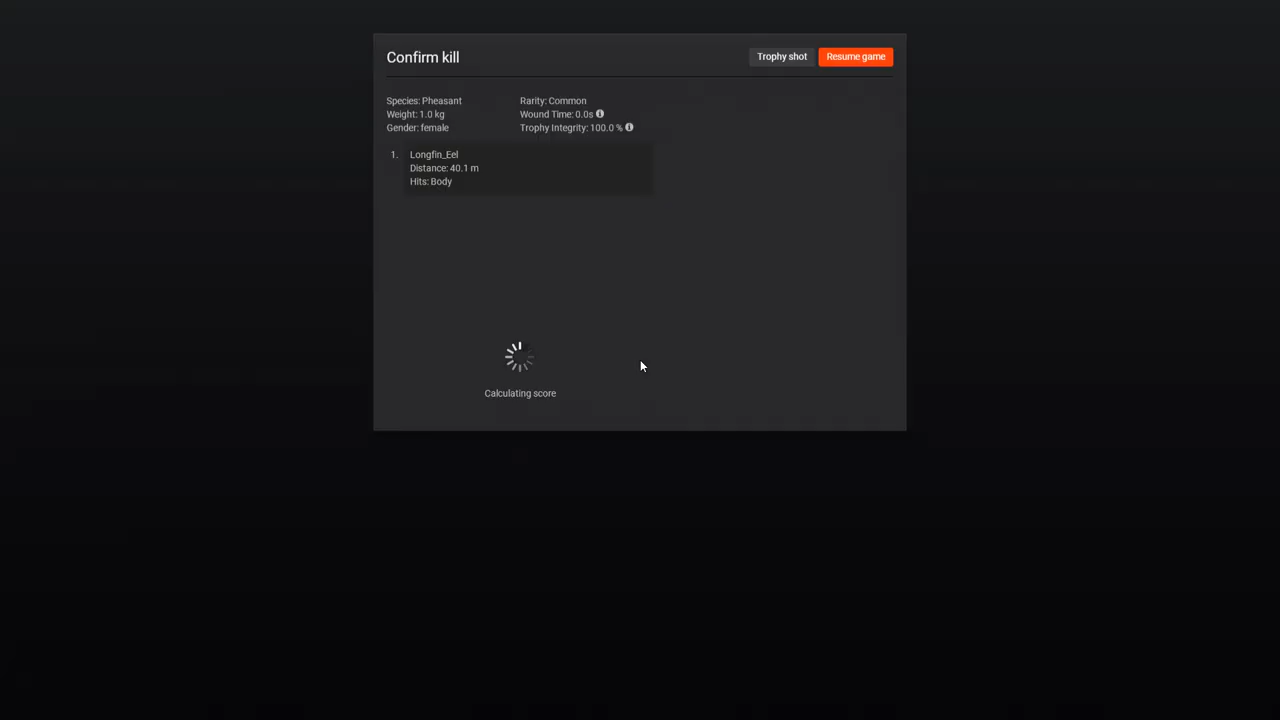 Confirm kill
Trophy shot
Resume game
Species: Pheasant
Weight: 1.0 kg
Gender: female
Rarity: Common
Wound Time: 0.0s
Trophy Integrity: 100.0 %
1.
Longfin_Eel
Distance: 40.1 m
Hits: Body
Calculating score